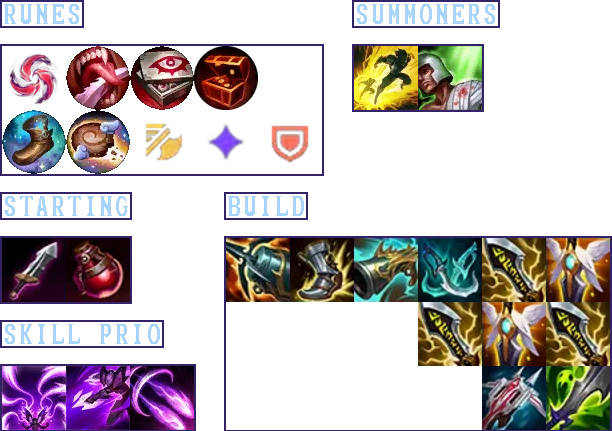 RUNES
SUMMONERS
STARTING
BUILD
SKILL PRIO